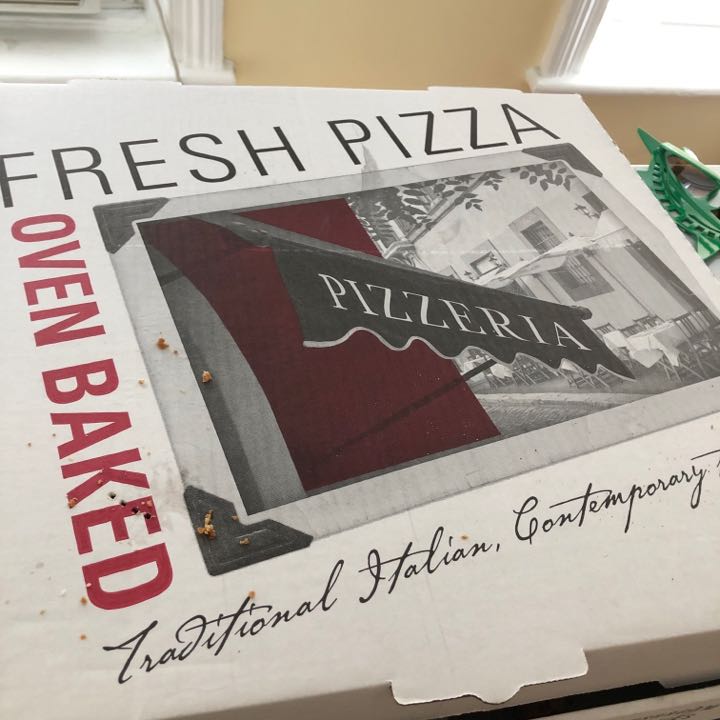 FRESH PIZZA
OVEN BAKED
PIZZERIA
Traditional Italian, Contemporary